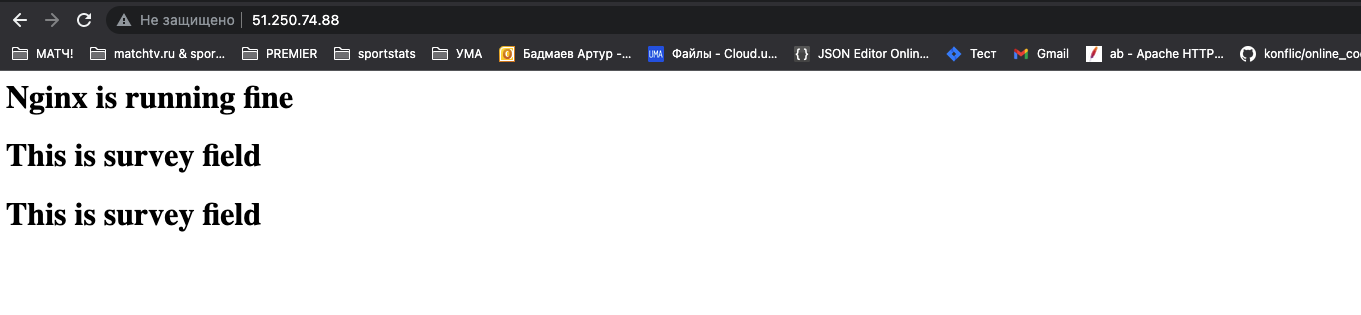 Не защищено 51.250.74.88
МАТЧ! matchtv.ru & spor... PREMIER sportstats УМА Бадмаев Артур -... UMA Файлы - Cloud.u... JSON Editor Onlin... Тест Gmail ab - Apache HTTP... konflic/online_co
Nginx is running fine
This is survey field
This is survey field